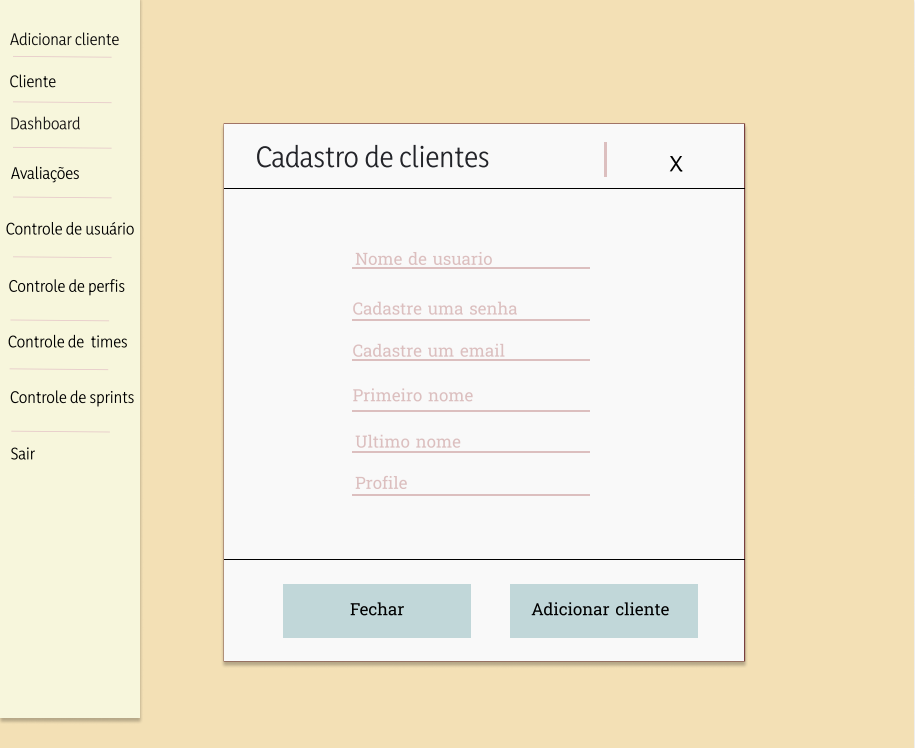 Adicionar cliente
Cliente
Dashboard
Avaliações
Controle de usuário
Controle de perfis
Controle de times
Controle de sprints
Sair
Cadastro de clientes
X
Nome de usuario
Cadastre uma senha
Cadastre um email
Primeiro nome
Ultimo nome
Profile
Fechar
Adicionar cliente